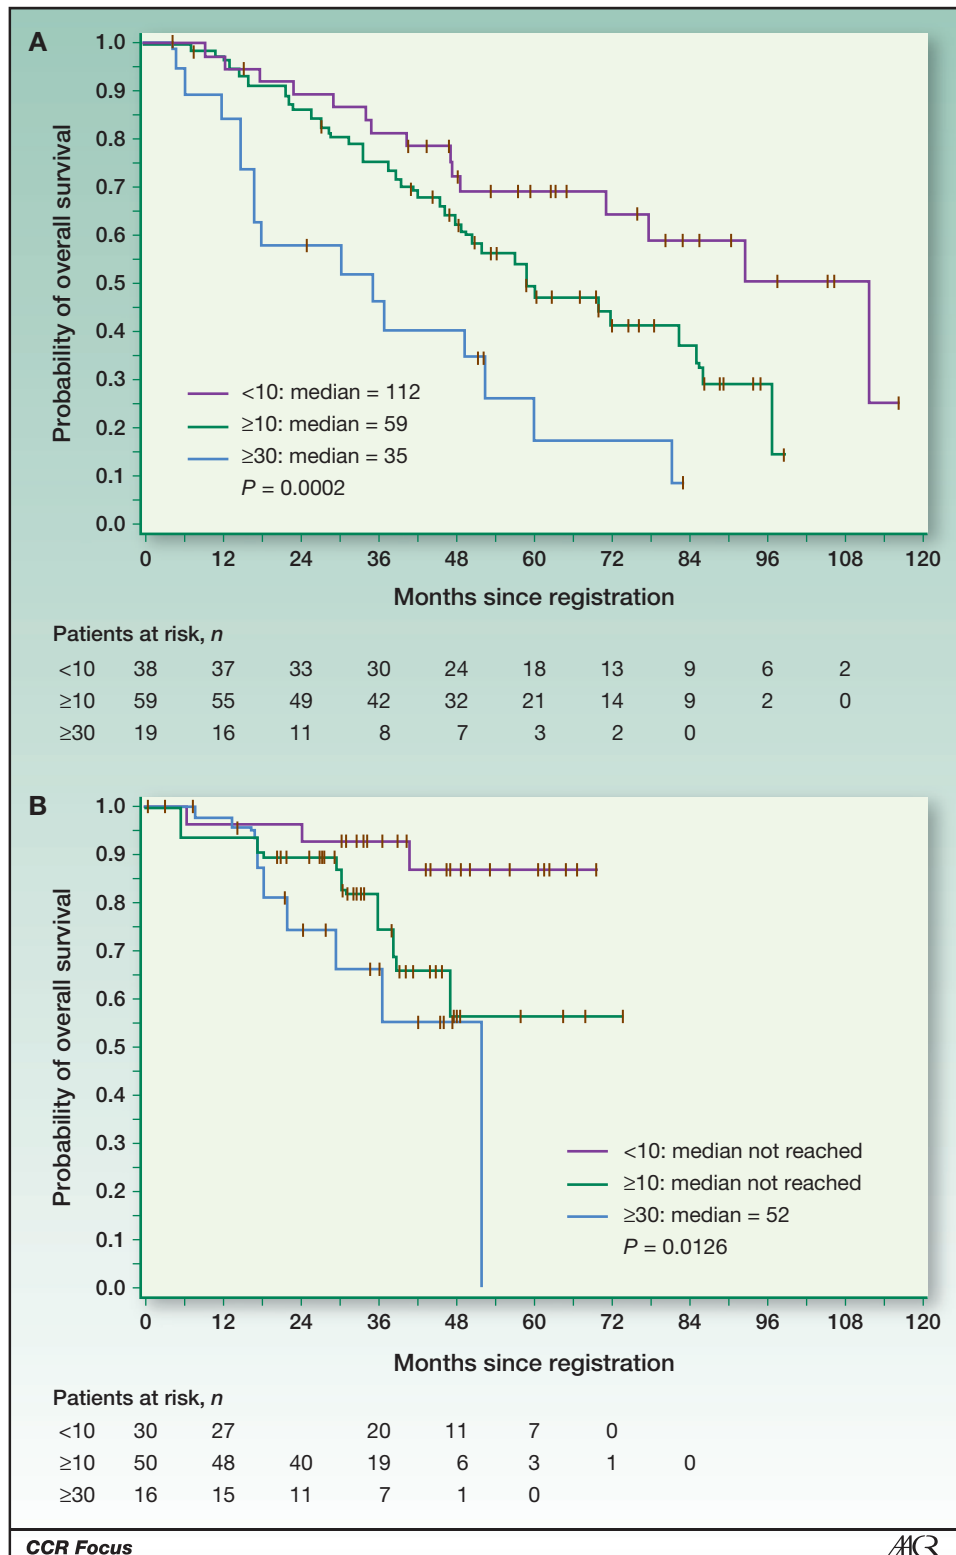 A
Probability of overall survival
1.0
0.9
0.8
0.7
0.6
0.5
0.4
0.3
0.2
0.1
0.0
<10: median = 112
≥10: median = 59
≥30: median = 35
P = 0.0002
0 12 24 36 48 60 72 84 96 108 120
Months since registration
Patients at risk, n
<10 38 37 33 30 24 18 13 9 6 2
≥10 59 55 49 42 32 21 14 9 2 0
≥30 19 16 11 8 7 3 2 0
B
Probability of overall survival
1.0
0.9
0.8
0.7
0.6
0.5
0.4
0.3
0.2
0.1
0.0
<10: median not reached
≥10: median not reached
≥30: median = 52
P = 0.0126
0 12 24 36 48 60 72 84 96 108 120
Months since registration
Patients at risk, n
<10 30 27 20 11 7 0
≥10 50 48 40 19 6 3 1 0
≥30 16 15 11 7 1 0
CCR Focus AACR